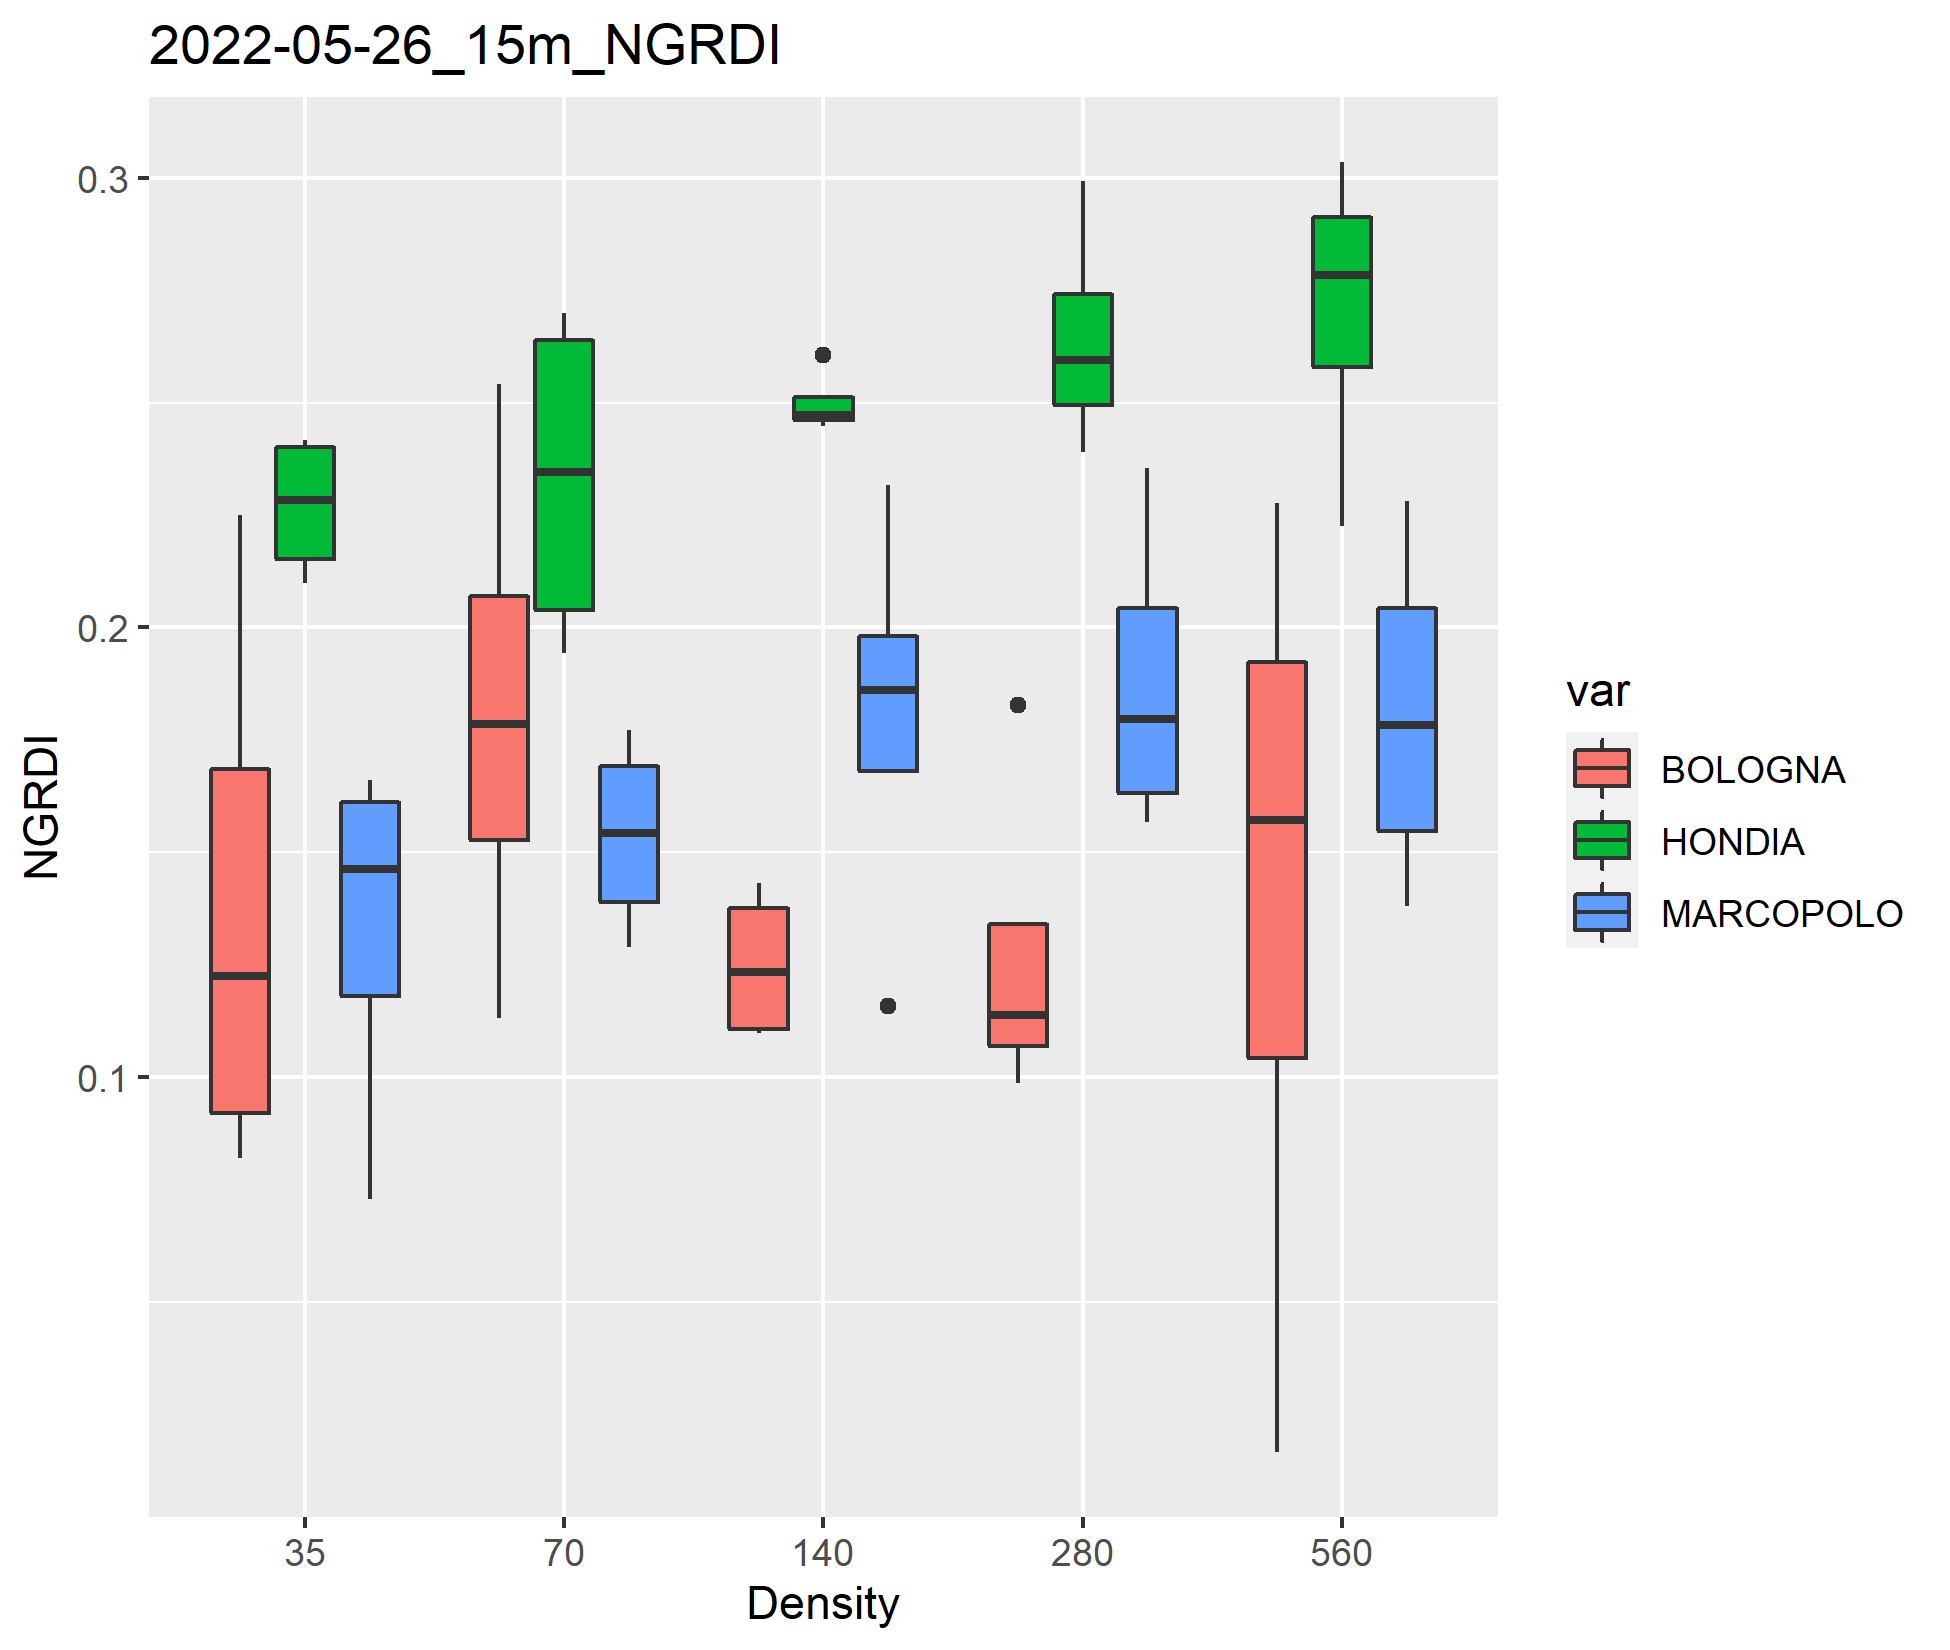 2022-05-26_15m_NGRDI
0.3
0.2
0.1
NGRDI
35 70 140 280 560
Density
var
BOLOGNA
HONDIA
MARCOPOLO